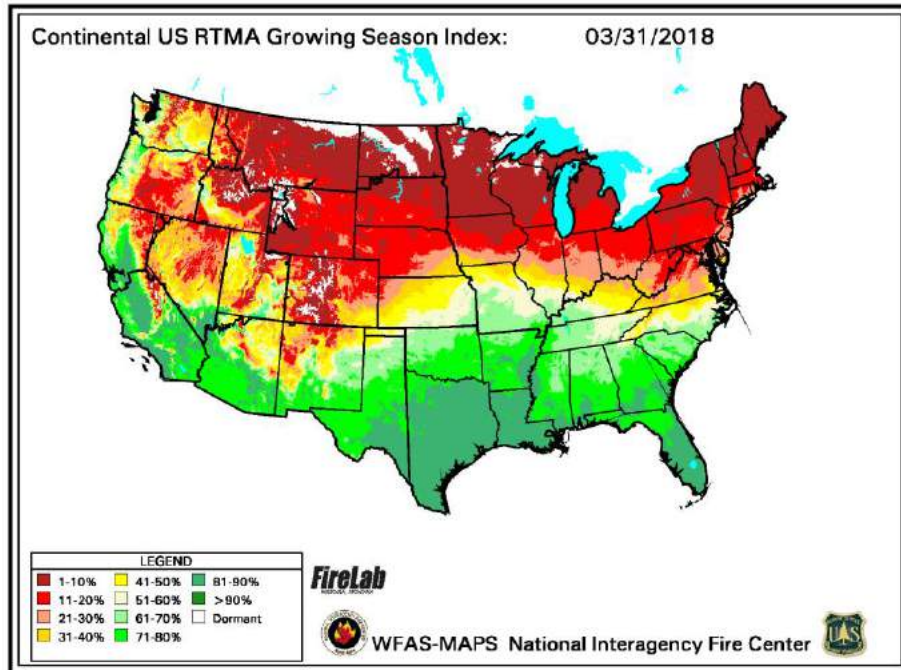 Continental US RTMA Growing Season Index: 03/31/2018
LEGEND
1-10% 41-50% 81-90%
11-20% 51-60% >90%
21-30% 61-70% Dormant
31-40% 71-80%
FireLab
WFAS-MAPS National Interagency Fire Center